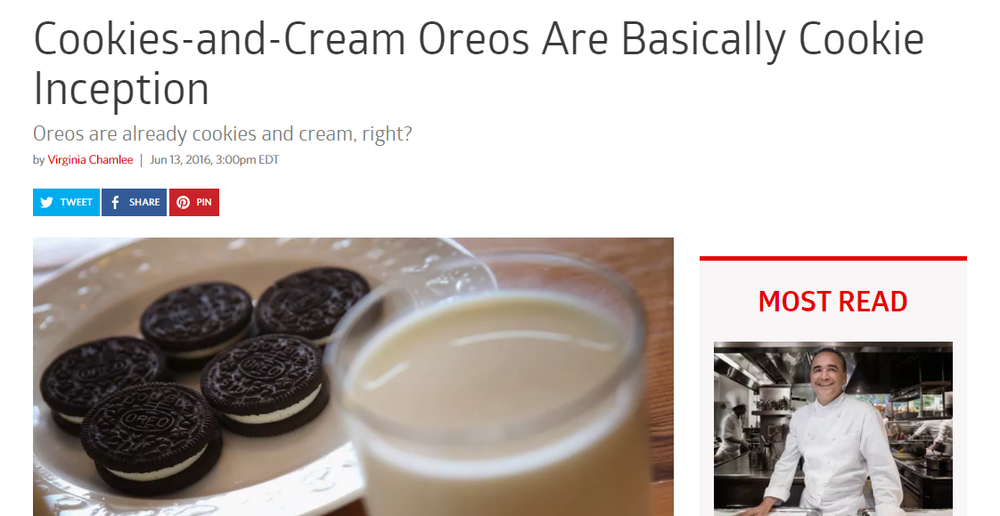 Cookies-and-Cream Oreos Are Basically Cookie
Inception
Oreos are already cookies and cream, right?
by Virginia Chamlee | Jun 13, 2016, 3:00pm EDT
TWEET SHARE PIN
MOST READ
OREO
OREO
OREO